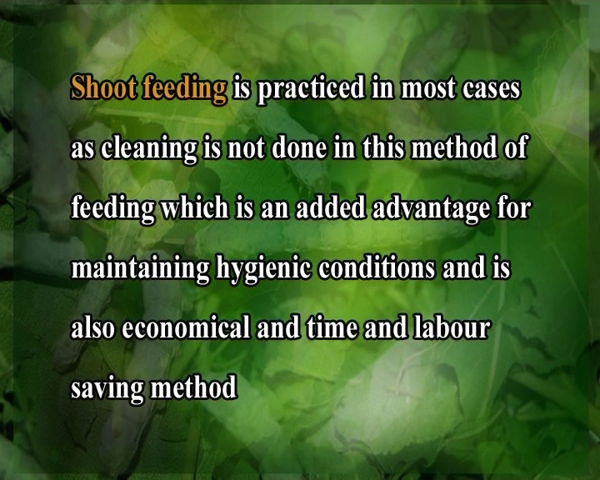 Shoot feeding is practiced in most cases
as cleaning is not done in this method of
feeding which is an added advantage for
maintaining hygienic conditions and is
also economical and time and labour
saving method